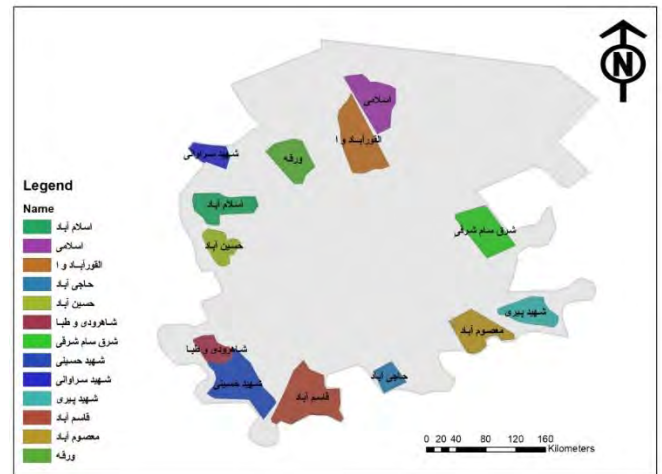 N
اسلامی
الفورآباد و ا
ورقه
شهید سراوانی
اسلام آباد
حسین آباد
شرق سام شرقی
شهید پیری
معصوم آباد
شاهرودی و طبا
شهید حسینی
قاسم آباد
حاجی آباد
Legend
Name
اسلام آباد
اسلامی
الفورآباد و ا
حاجی آباد
حسین آباد
شاهرودی و طبا
شرق سام شرقی
شهید حسینی
شهید سراوانی
شهید پیری
قاسم آباد
معصوم آباد
ورقه
0 20 40 80 120 160
Kilometers